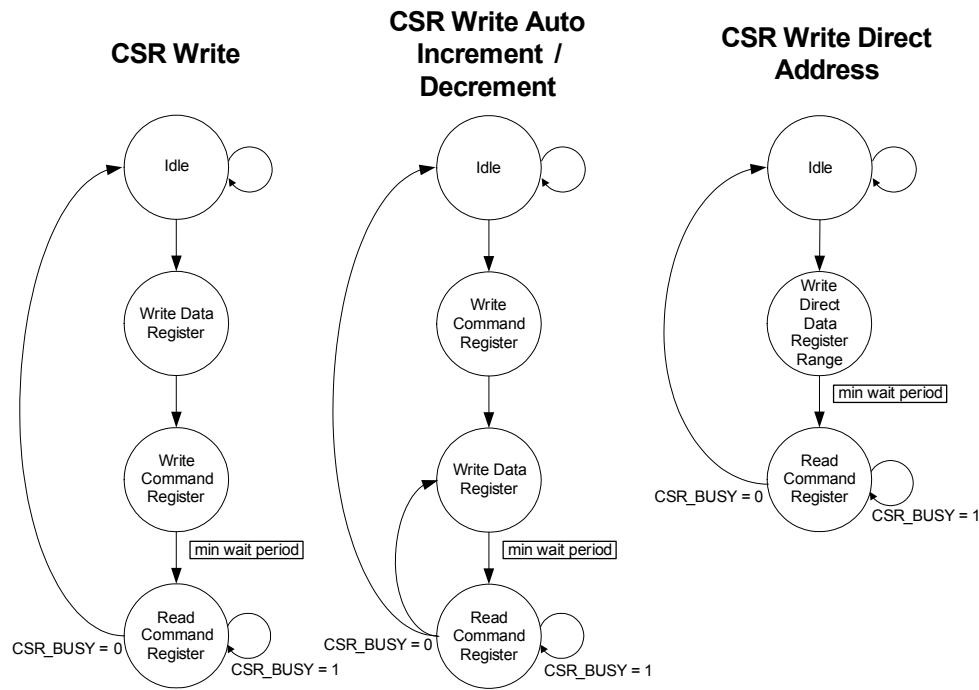 CSR Write
Idle
Write Data
Register
Write
Command
Register
min wait period
Read
Command
Register
CSR_BUSY = 0
CSR_BUSY = 1
CSR Write Auto
Increment /
Decrement
Idle
Write
Command
Register
Write Data
Register
min wait period
Read
Command
Register
CSR_BUSY = 0
CSR_BUSY = 1
CSR Write Direct
Address
Idle
Write
Direct
Data
Register
Range
min wait period
Read
Command
Register
CSR_BUSY = 0
CSR_BUSY = 1